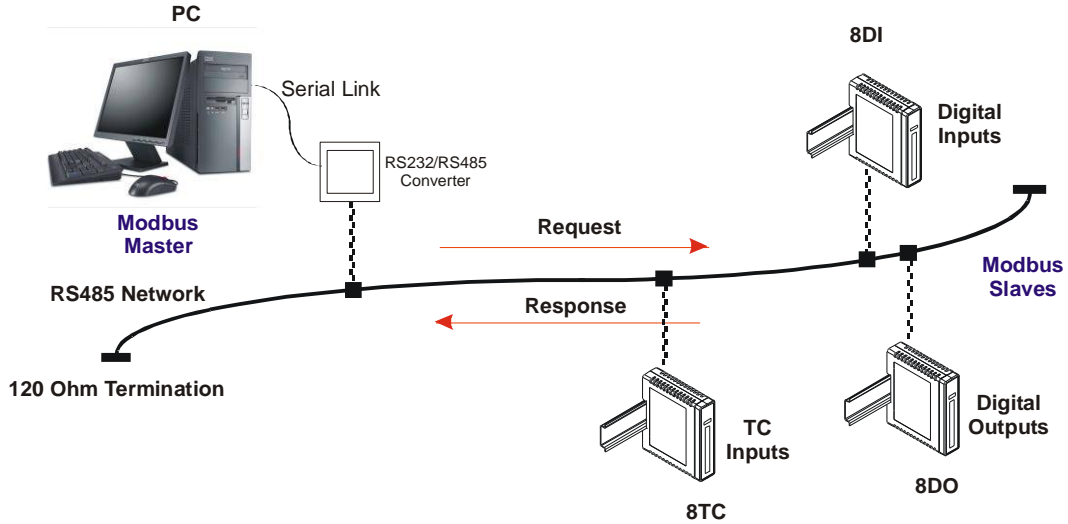 PC
Serial Link
RS232/RS485
Converter
Modbus
Master
8DI
Digital
Inputs
Request
Modbus
Slaves
RS485 Network
Response
120 Ohm Termination
TC
Inputs
8TC
Digital
Outputs
8DO